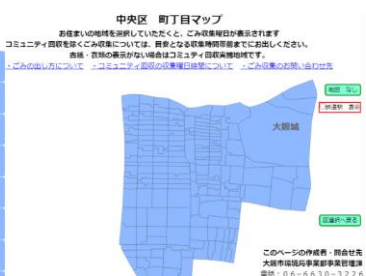 中央区 町丁目マップ
お住まいの地域を選択していただくと、ごみ収集曜日が表示されます
コミュニティ回収を除くごみ収集については、目安となる収集時間帯前までにお出しください。
古紙・衣類の表示がない場合はコミュニティ回収実施地域です。
・ごみの出し方について ・コミュニティ回収の収集曜日時間について ・ごみ収集のお問い合わせ先
地図 なし
鉄道駅 表示
大阪城
区選択へ戻る
このページの作成者・問合せ先
大阪市環境局事業部事業管理課
電話：06-6630-3226